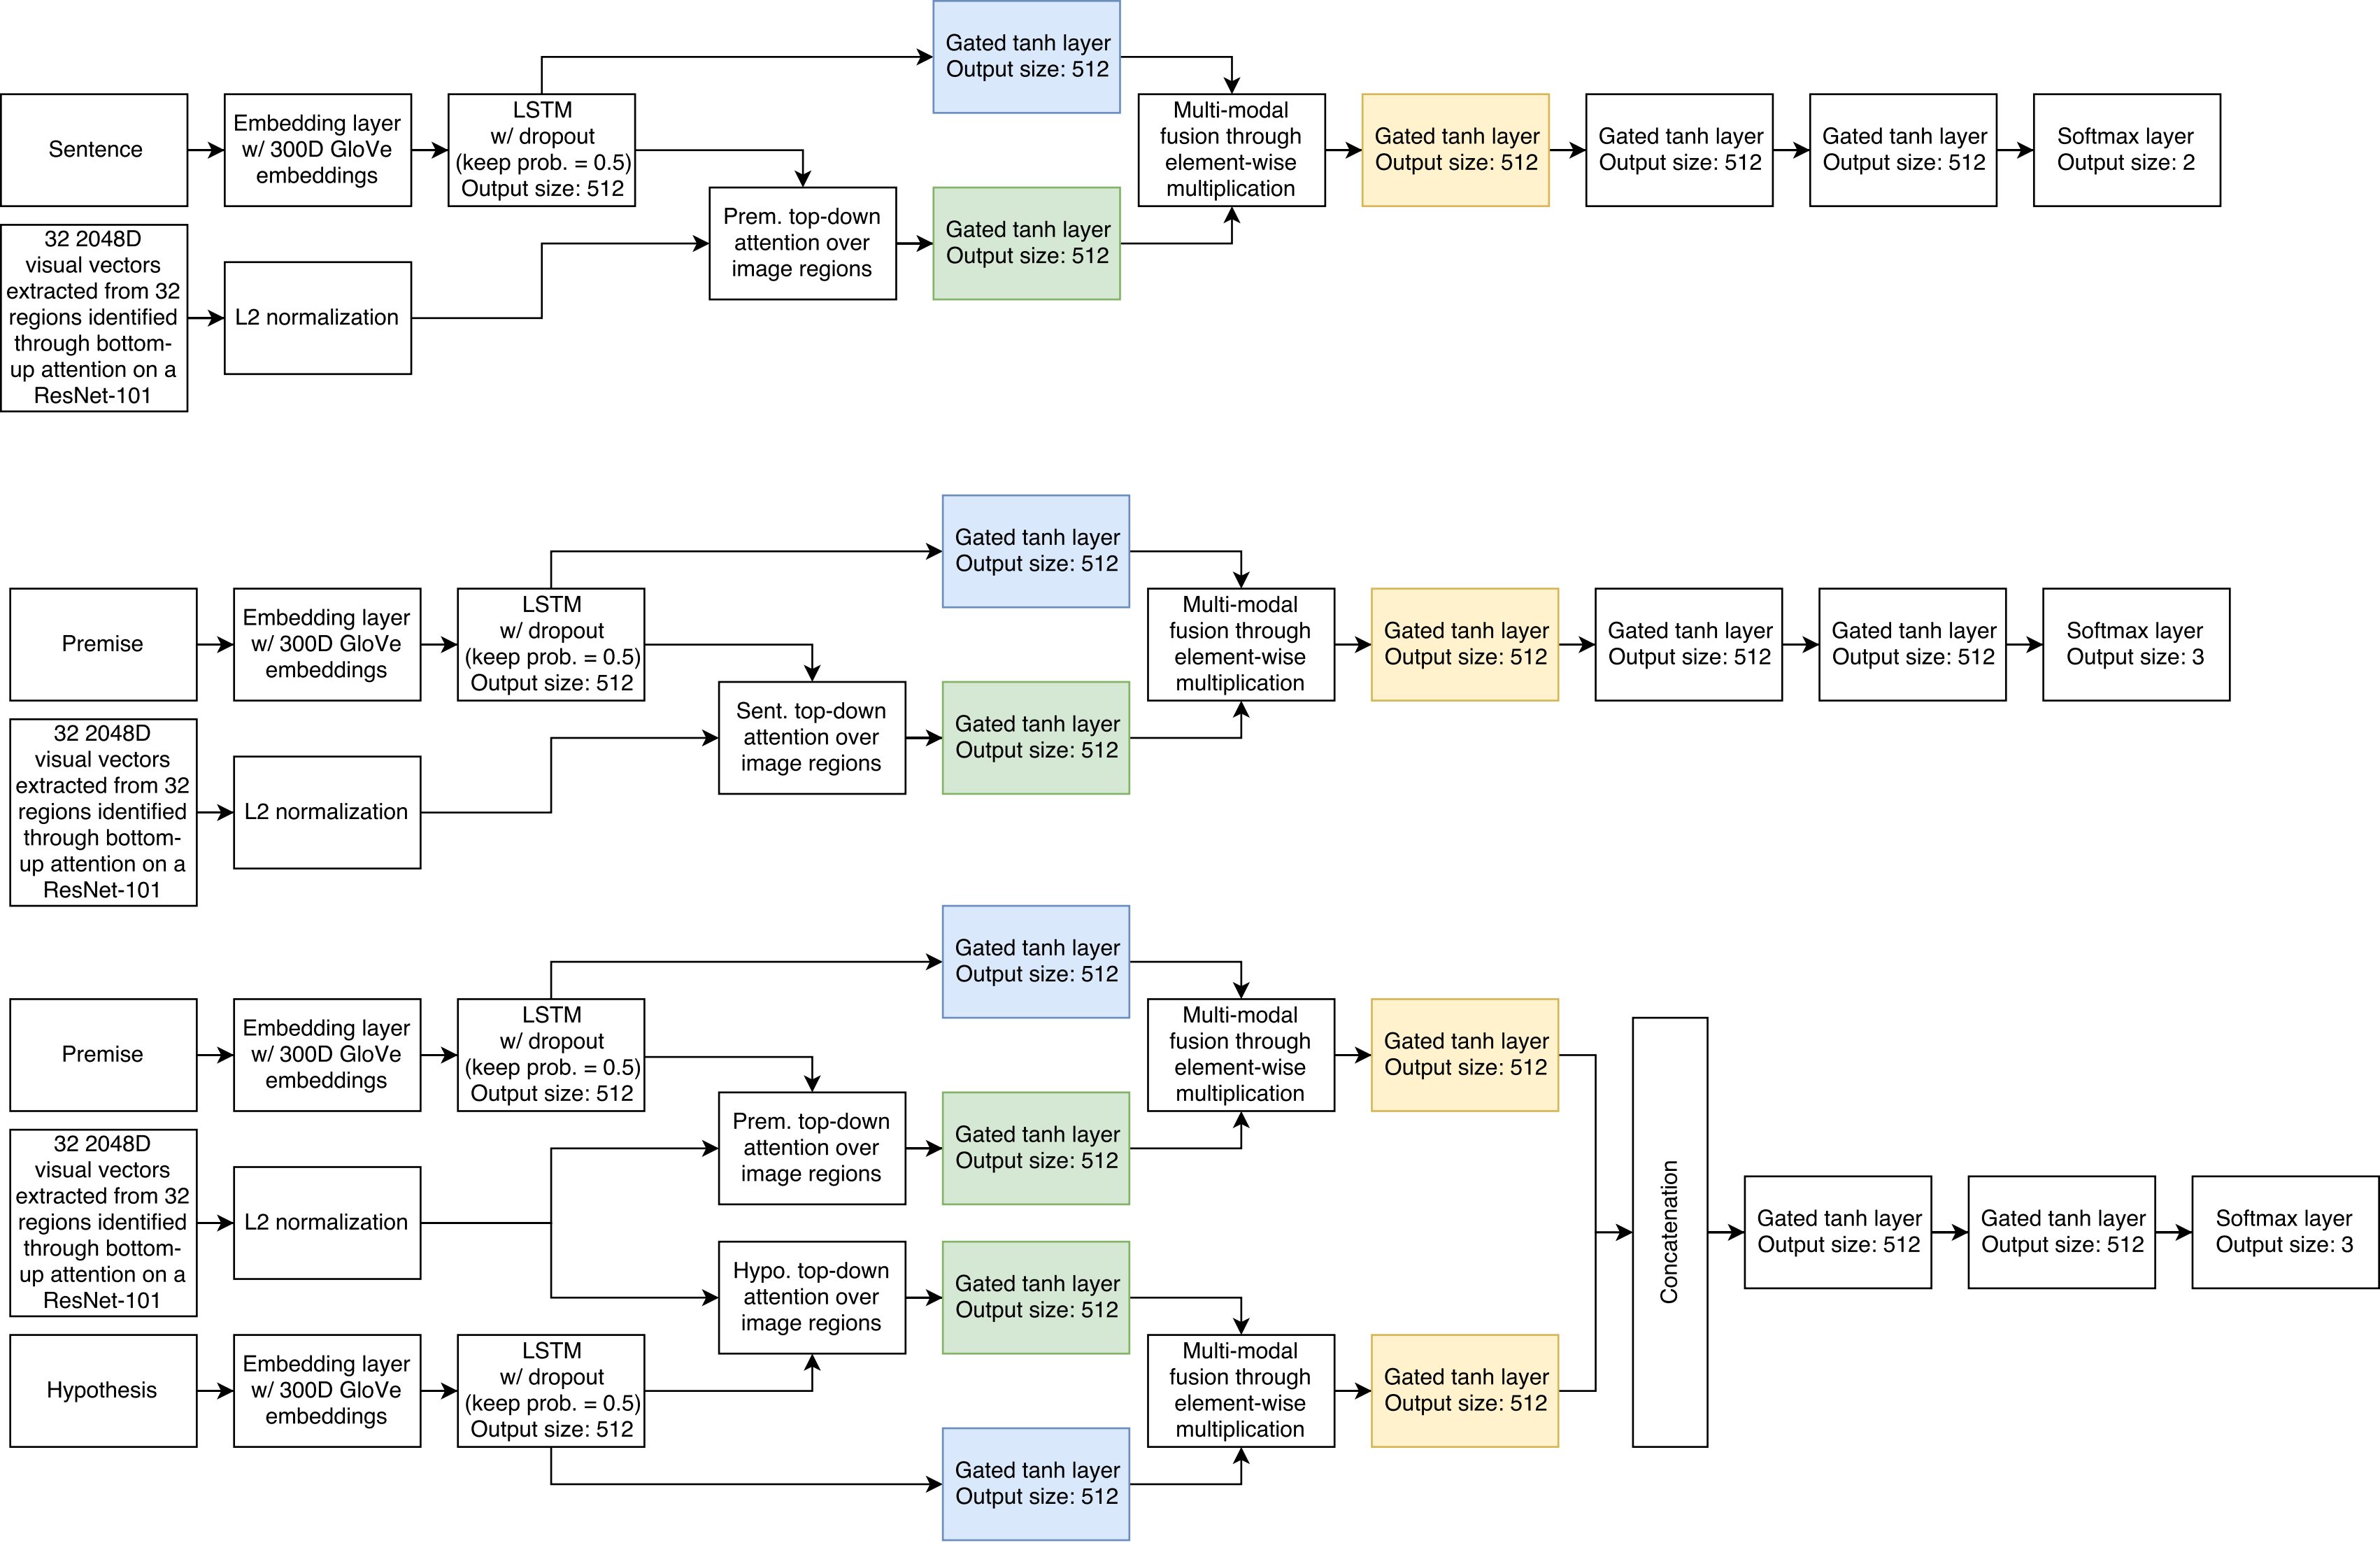 Gated tanh layer
Output size: 512
Sentence
Embedding layer
w/ 300D GloVe
embeddings
LSTM
w/ dropout
(keep prob. = 0.5)
Output size: 512
Multi-modal
fusion through
element-wise
multiplication
Gated tanh layer
Output size: 512
Gated tanh layer
Output size: 512
Gated tanh layer
Output size: 512
Softmax layer
Output size: 2
32 2048D
visual vectors
extracted from 32
regions identified
through bottom-
up attention on a
ResNet-101
L2 normalization
Prem. top-down
attention over
image regions
Gated tanh layer
Output size: 512
Gated tanh layer
Output size: 512
Premise
Embedding layer
w/ 300D GloVe
embeddings
LSTM
w/ dropout
(keep prob. = 0.5)
Output size: 512
Multi-modal
fusion through
element-wise
multiplication
Gated tanh layer
Output size: 512
Gated tanh layer
Output size: 512
Gated tanh layer
Output size: 512
Softmax layer
Output size: 3
32 2048D
visual vectors
extracted from 32
regions identified
through bottom-
up attention on a
ResNet-101
L2 normalization
Sent. top-down
attention over
image regions
Gated tanh layer
Output size: 512
Gated tanh layer
Output size: 512
Premise
Embedding layer
w/ 300D GloVe
embeddings
LSTM
w/ dropout
(keep prob. = 0.5)
Output size: 512
Multi-modal
fusion through
element-wise
multiplication
Gated tanh layer
Output size: 512
32 2048D
visual vectors
extracted from 32
regions identified
through bottom-
up attention on a
ResNet-101
L2 normalization
Prem. top-down
attention over
image regions
Gated tanh layer
Output size: 512
Hypo. top-down
attention over
image regions
Gated tanh layer
Output size: 512
Concatenation
Gated tanh layer
Output size: 512
Gated tanh layer
Output size: 512
Softmax layer
Output size: 3
Hypothesis
Embedding layer
w/ 300D GloVe
embeddings
LSTM
w/ dropout
(keep prob. = 0.5)
Output size: 512
Multi-modal
fusion through
element-wise
multiplication
Gated tanh layer
Output size: 512
Gated tanh layer
Output size: 512